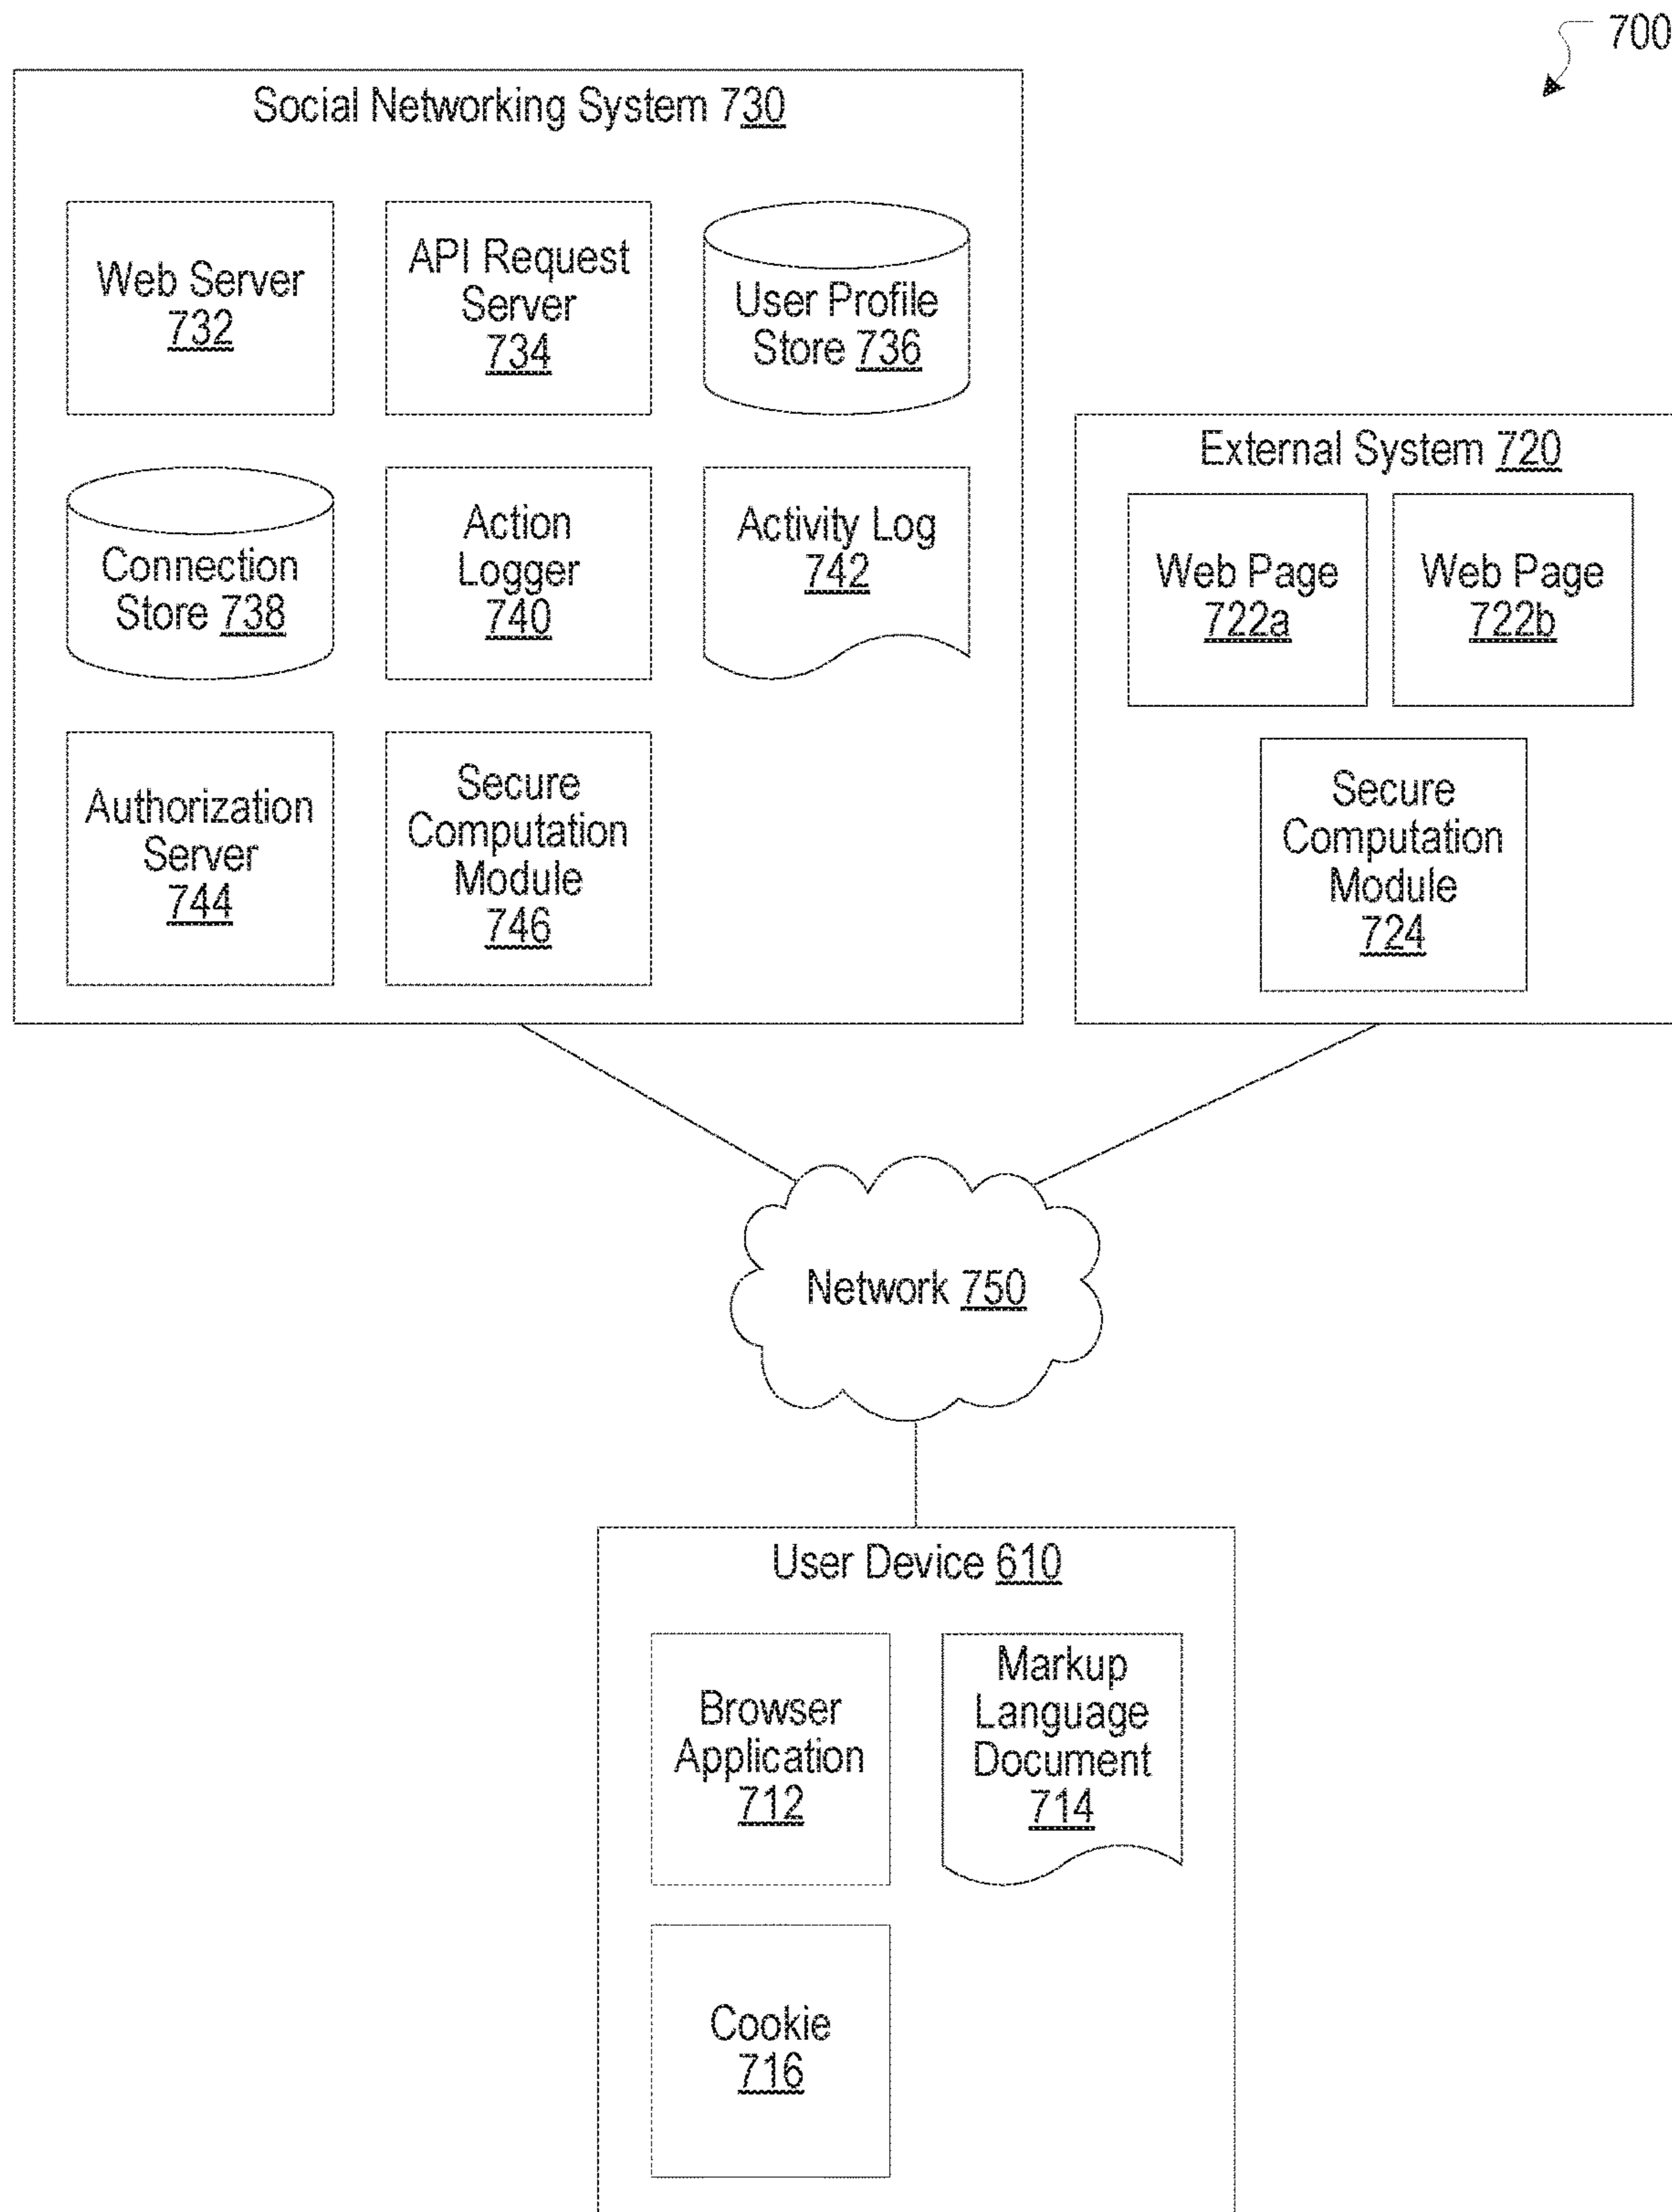 700
Social Networking System 730
Web Server
732
API Request
Server
734
User Profile
Store 736
Connection
Store 738
Action
Logger
740
Activity Log
742
Authorization
Server
744
Secure
Computation
Module
746
External System 720
Web Page
722a
Web Page
722b
Secure
Computation
Module
724
Network 750
User Device 610
Browser
Application
712
Markup
Language
Document
714
Cookie
716